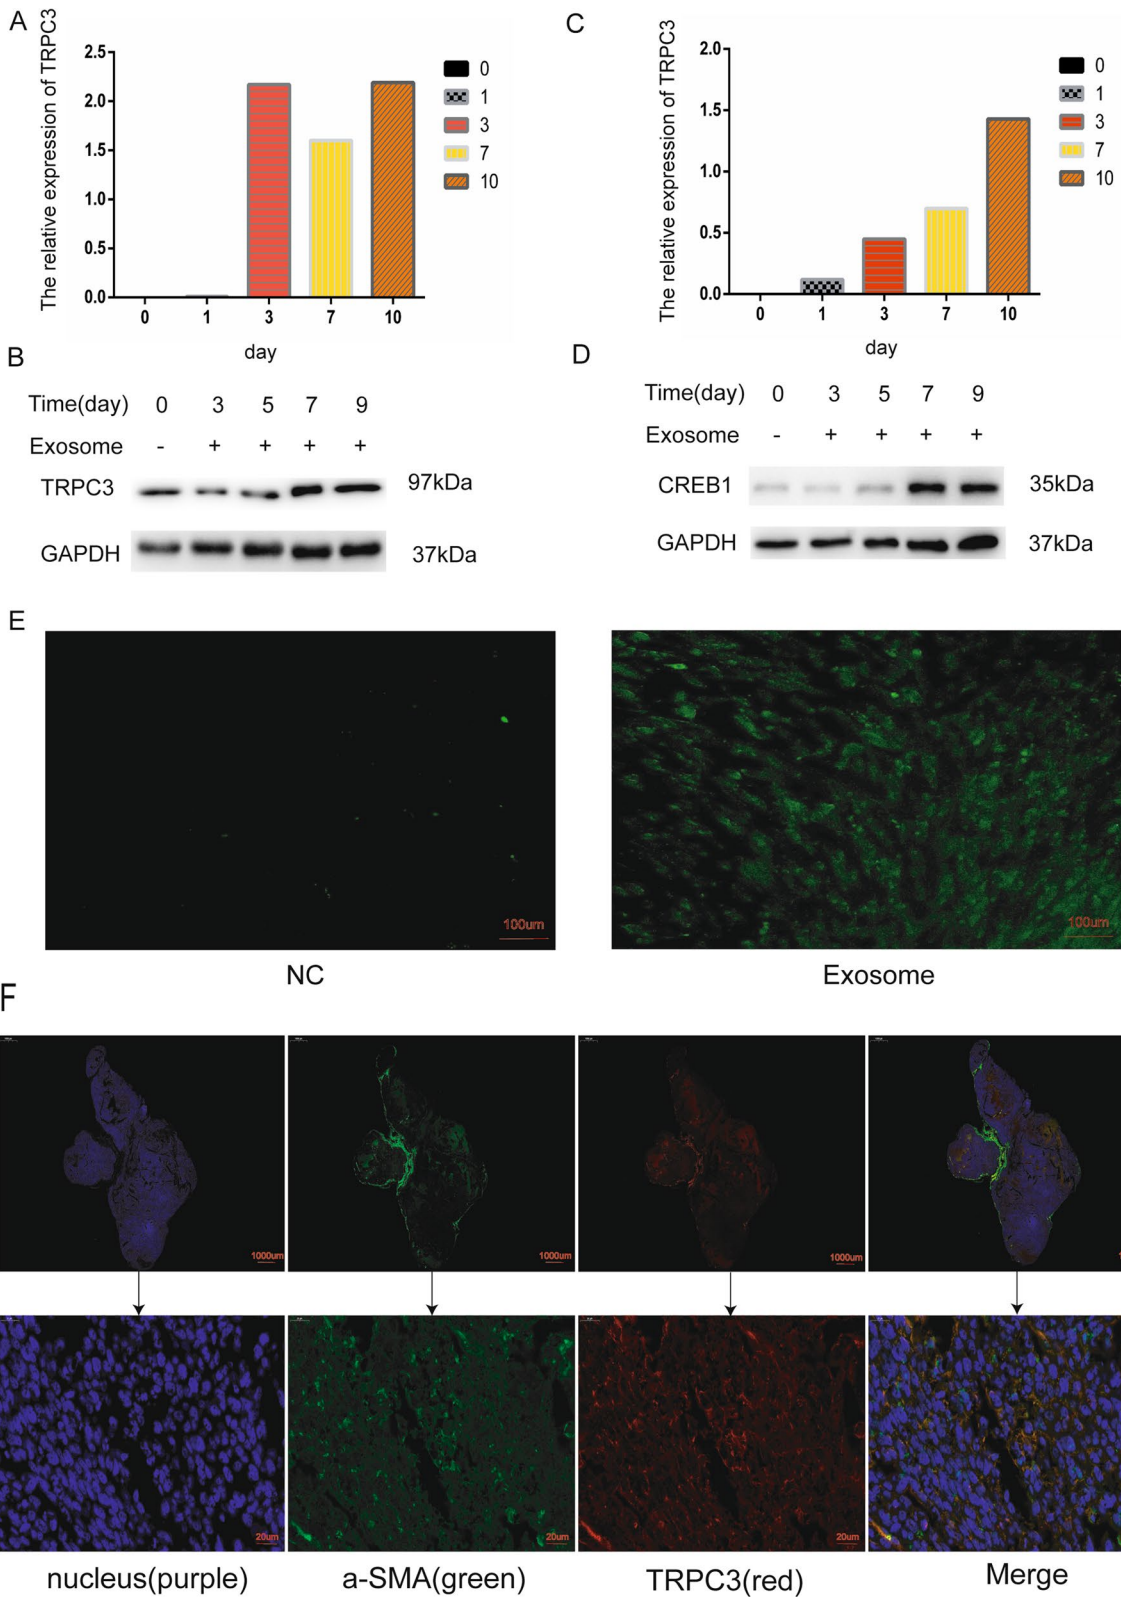 A
The relative expression of TRPC3
2.5
2.0
1.5
1.0
0.5
0.0
0
1
3
7
10
day
0
1
3
7
10
C
The relative expression of TRPC3
2.0
1.5
1.0
0.5
0.0
0
1
3
7
10
day
0
1
3
7
10
B
Time(day) 0 3 5 7 9
Exosome - + + + +
TRPC3 97kDa
GAPDH 37kDa
D
Time(day) 0 3 5 7 9
Exosome - + + + +
CREB1 35kDa
GAPDH 37kDa
E
100um
100um
NC
Exosome
F
1000um
1000um
1000um
20um
20um
20um
nucleus(purple)
a-SMA(green)
TRPC3(red)
Merge